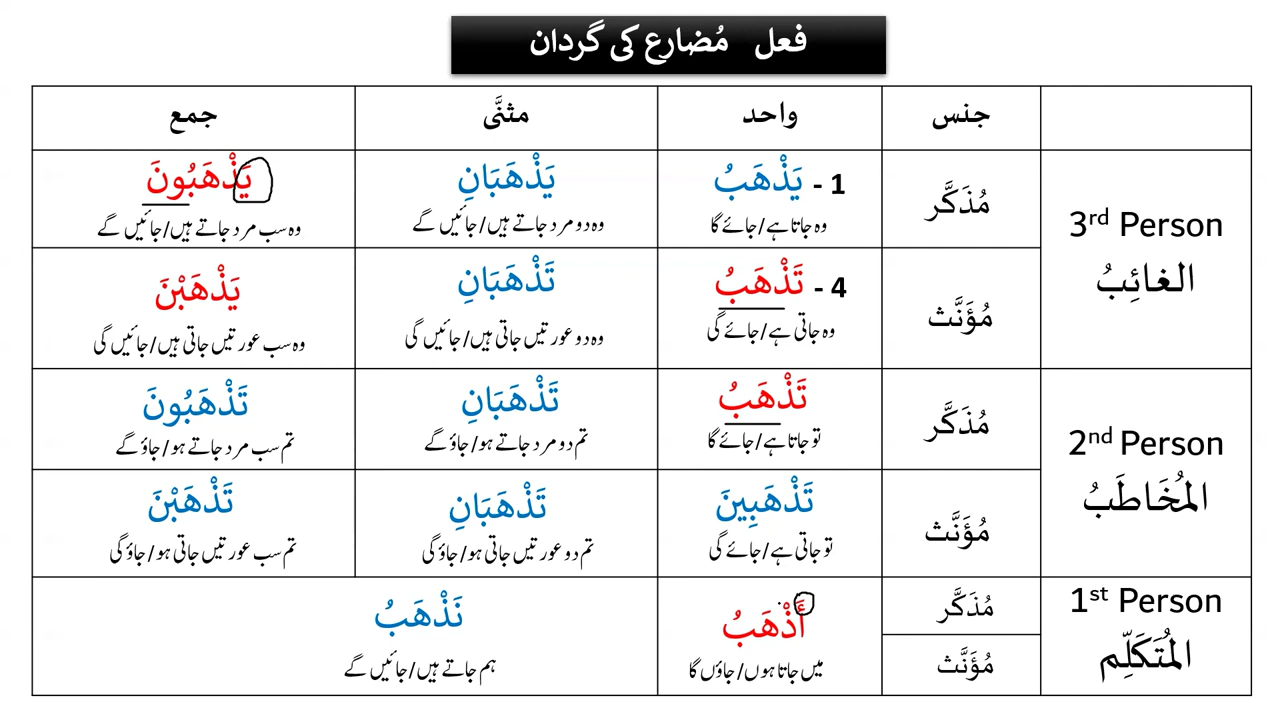 فعل مُضارع کی گردان
جنس واحد مثنَّی جمع
3rd Person
الغائِبُ
مُذَكَّر
1 - يَذْهَبُ
وہ جاتا ہے/جائے گا
يَذْهَبَانِ
وہ دو مرد جاتے ہیں/جائیں گے
يَذْهَبُونَ
وہ سب مرد جاتے ہیں/جائیں گے
مُؤَنَّث
4 - تَذْهَبُ
وہ جاتی ہے/جائے گی
تَذْهَبَانِ
وہ دو عورتیں جاتی ہیں/جائیں گی
يَذْهَبْنَ
وہ سب عورتیں جاتی ہیں/جائیں گی
2nd Person
المُخَاطَبُ
مُذَكَّر
تَذْهَبُ
تو جاتا ہے/جائے گا
تَذْهَبَانِ
تم دو مرد جاتے ہو/جاؤ گے
تَذْهَبُونَ
تم سب مرد جاتے ہو/جاؤ گے
مُؤَنَّث
تَذْهَبِينَ
تو جاتی ہے/جائے گی
تَذْهَبَانِ
تم دو عورتیں جاتی ہو/جاؤ گی
تَذْهَبْنَ
تم سب عورتیں جاتی ہو/جاؤ گی
1st Person
المُتَكَلِّم
مُذَكَّر
مُؤَنَّث
أَذْهَبُ
میں جاتا ہوں/جاؤں گا
نَذْهَبُ
ہم جاتے ہیں/جائیں گے